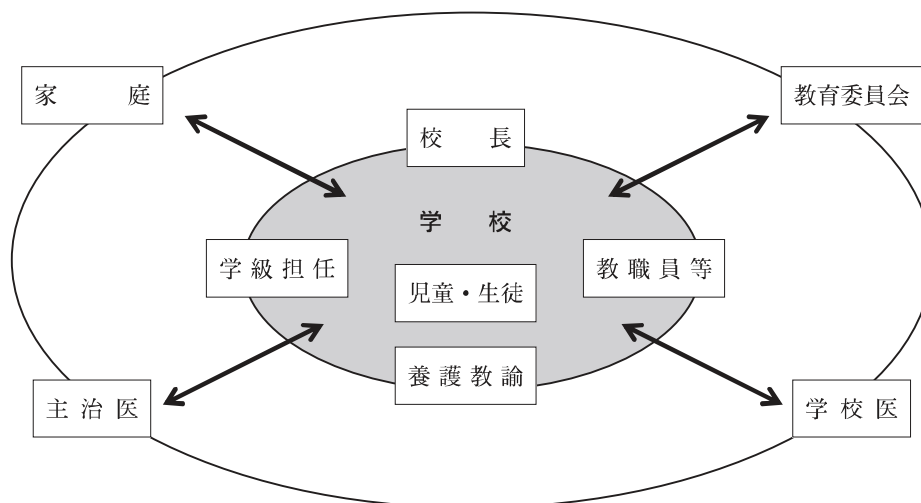 家庭
教育委員会
校長
学校
学級担任
教職員等
児童・生徒
養護教諭
主治医
学校医